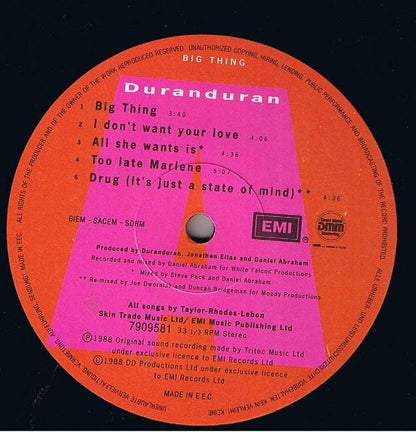 ALL RIGHTS OF THE PRODUCER AND OF THE OWNER OF THE WORK REPRODUCED RESERVED. UNAUTHORIZED COPYING, HIRING, LENDING, PUBLIC PERFORMANCE AND BROADCASTING OF THE RECORD PROHIBITED
BIG THING
Duranduran
1 Big Thing 3:40
2 I don't want your love 4:06
3 All she wants is* 4:36
4 Too late Marlene 5:07
5 Drug (It's just a state of mind)** 4:36
BIEM - SACEM - SDRM
EMI
DMM
Produced by Duranduran, Jonathan Elias and Daniel Abraham
Recorded and mixed by Daniel Abraham for White Falcon Productions
* Mixed by Steve Peck and Daniel Abraham
** Re-mixed by Joe Dworniak and Duncan Bridgeman for Moody Productions
All songs by Taylor-Rhodes-Lebon
Skin Trade Music Ltd/ EMI Music Publishing Ltd
7909581 33 1/3 RPM Stereo
Ⓟ1988 Original sound recording made by Tritec Music Ltd
under exclusive licence to EMI Records Ltd
©1988 DD Productions Ltd under exclusive licence
to EMI Records Ltd
MADE IN E.E.C
MADE IN EEC